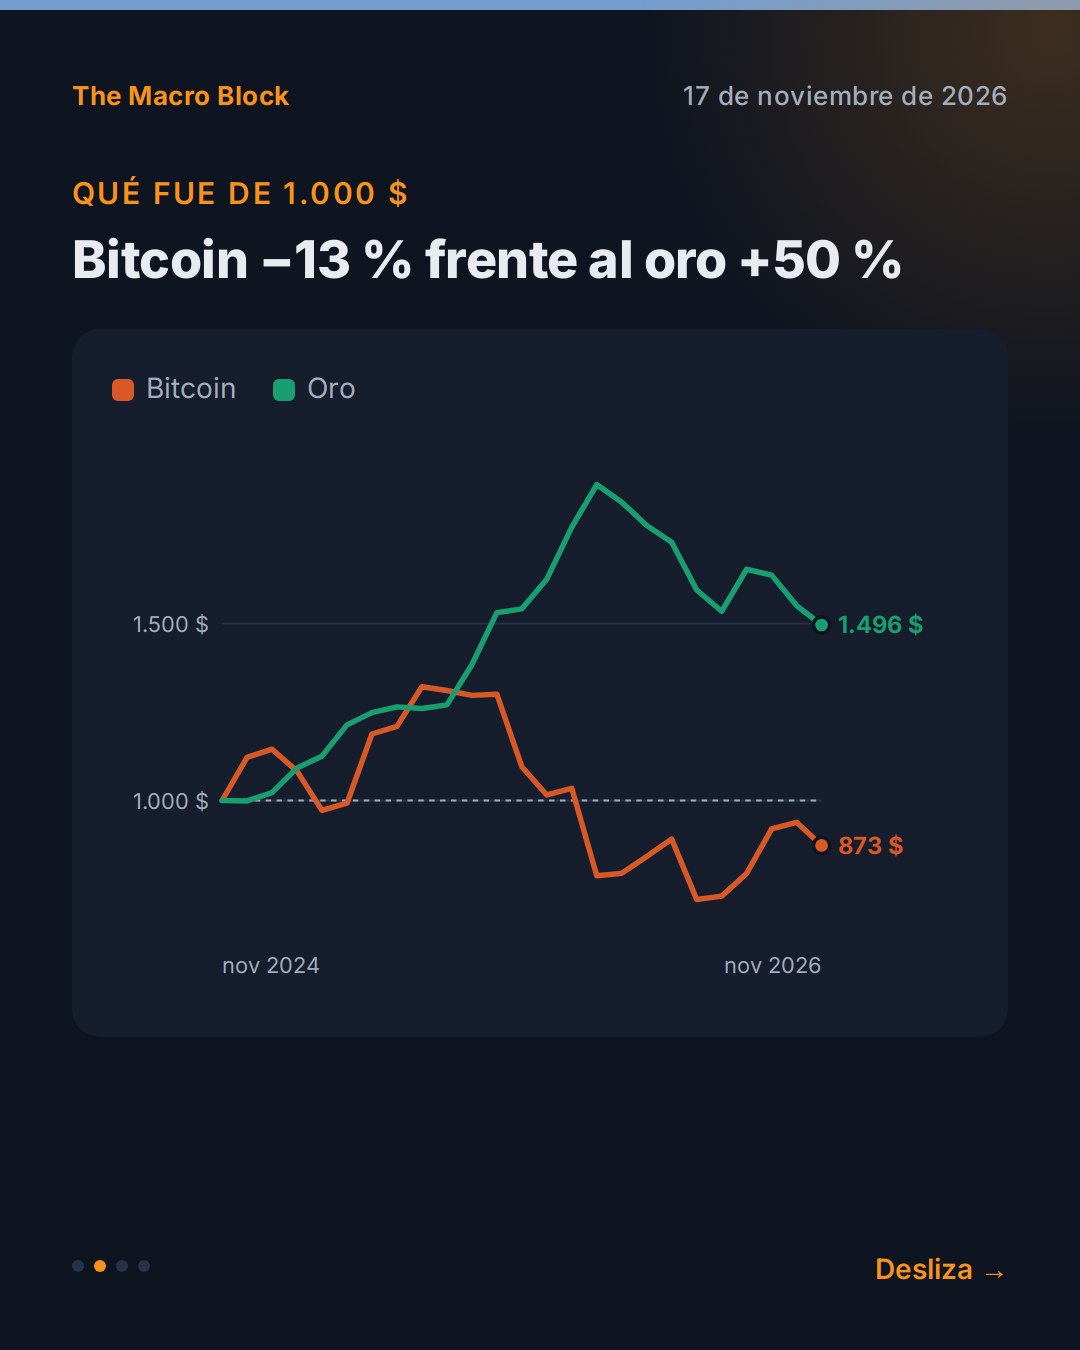 The Macro Block
17 de noviembre de 2026
QUÉ FUE DE 1.000 $
Bitcoin −13 % frente al oro +50 %
Bitcoin
Oro
1.500 $
1.496 $
1.000 $
873 $
nov 2024
nov 2026
Desliza →